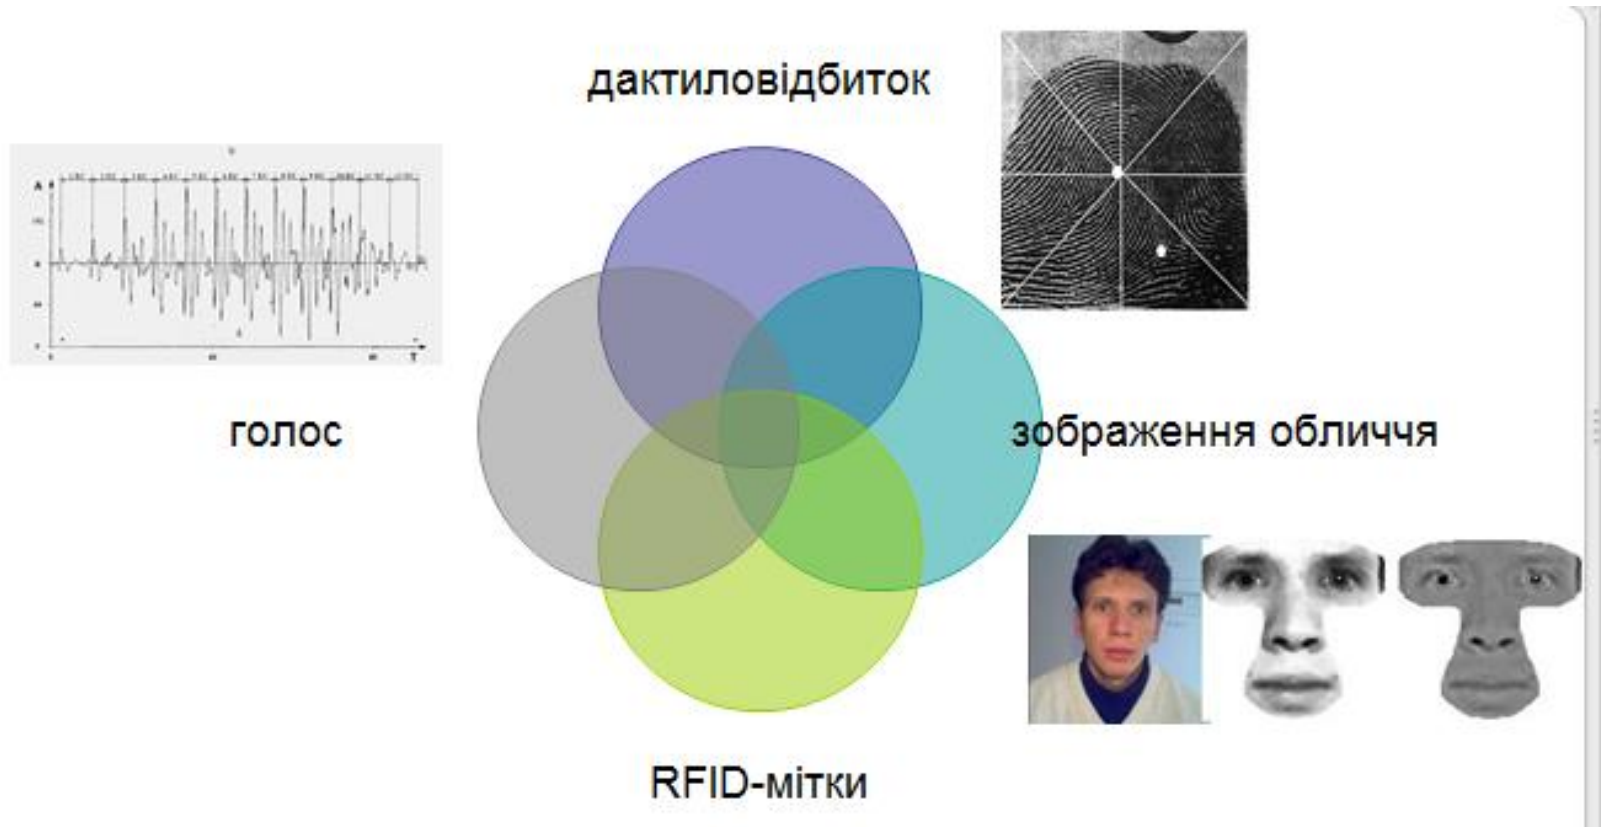 дактиловідбиток
A
T
голос
зображення обличчя
RFID-мітки